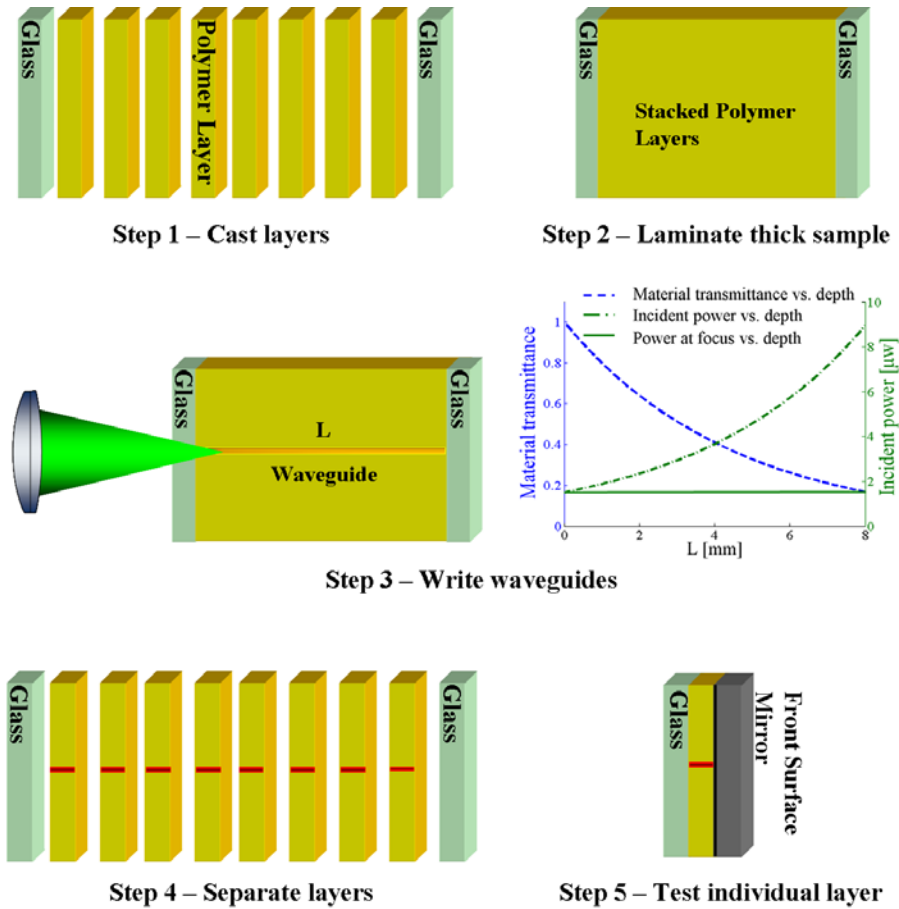 Glass
Polymer Layer
Glass
Step 1 – Cast layers
Glass
Stacked Polymer
Layers
Glass
Step 2 – Laminate thick sample
Glass
L
Waveguide
Glass
Material transmittance vs. depth
Incident power vs. depth
Power at focus vs. depth
Material transmittance
1
0.8
0.6
0.4
0.2
0
0 2 4 6 8
L [mm]
10
8
6
4
2
0
Incident power [µw]
Step 3 – Write waveguides
Glass
Glass
Step 4 – Separate layers
Glass
Front Surface
Mirror
Step 5 – Test individual layer